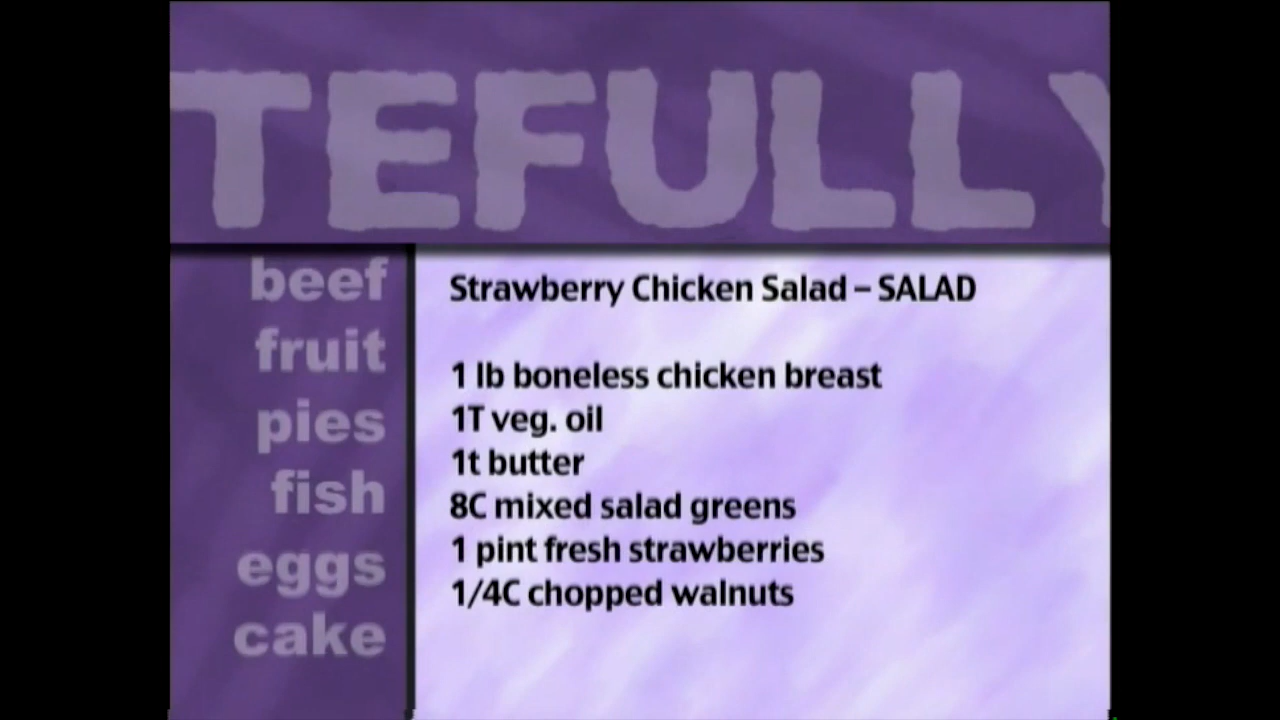 TEFULLY
beef
fruit
pies
fish
eggs
cake
Strawberry Chicken Salad – SALAD
1 lb boneless chicken breast
1T veg. oil
1t butter
8C mixed salad greens
1 pint fresh strawberries
1/4C chopped walnuts